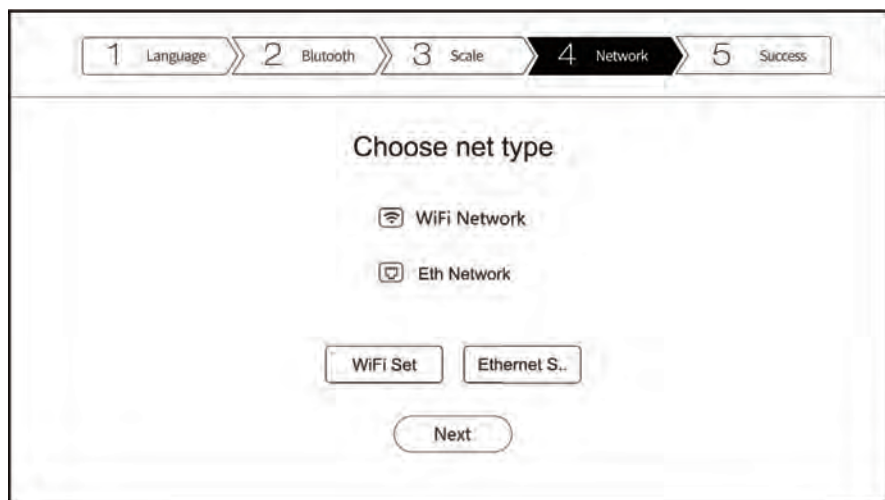 1 Language 2 Blutooth 3 Scale 4 Network 5 Success
Choose net type
WiFi Network
Eth Network
WiFi Set Ethernet S..
Next